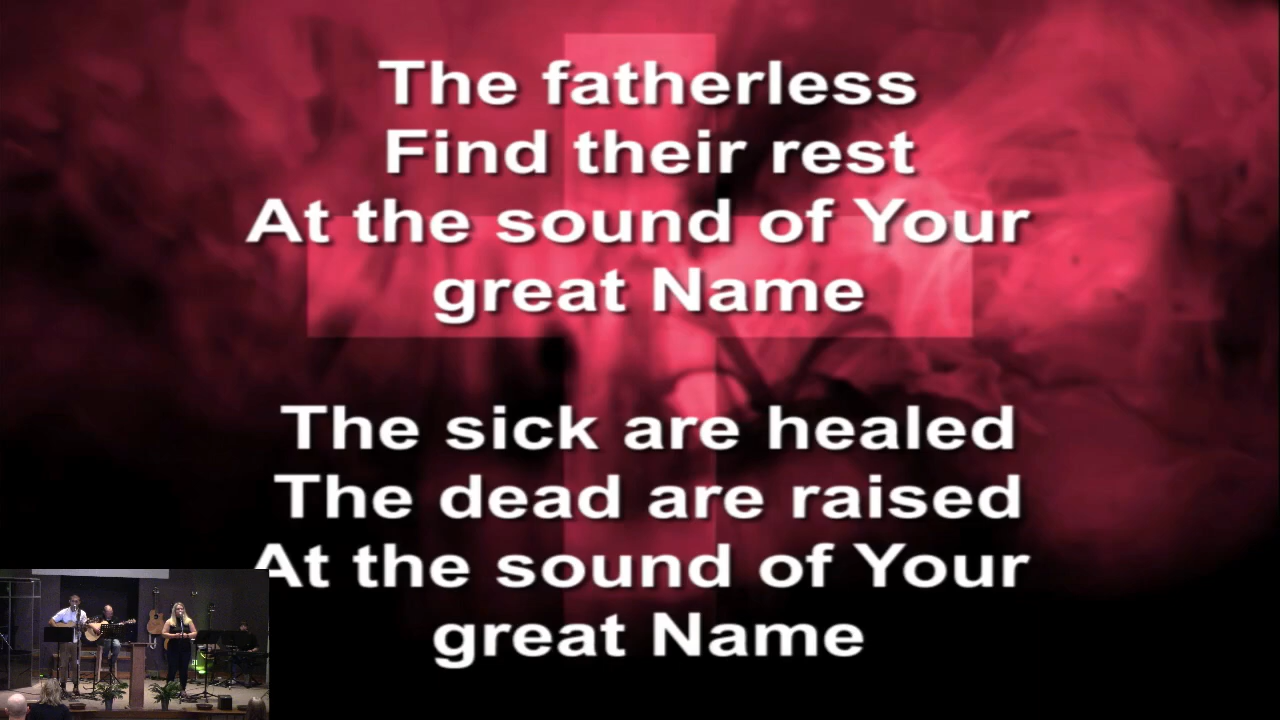 The fatherless
Find their rest
At the sound of Your
great Name
The sick are healed
The dead are raised
At the sound of Your
great Name